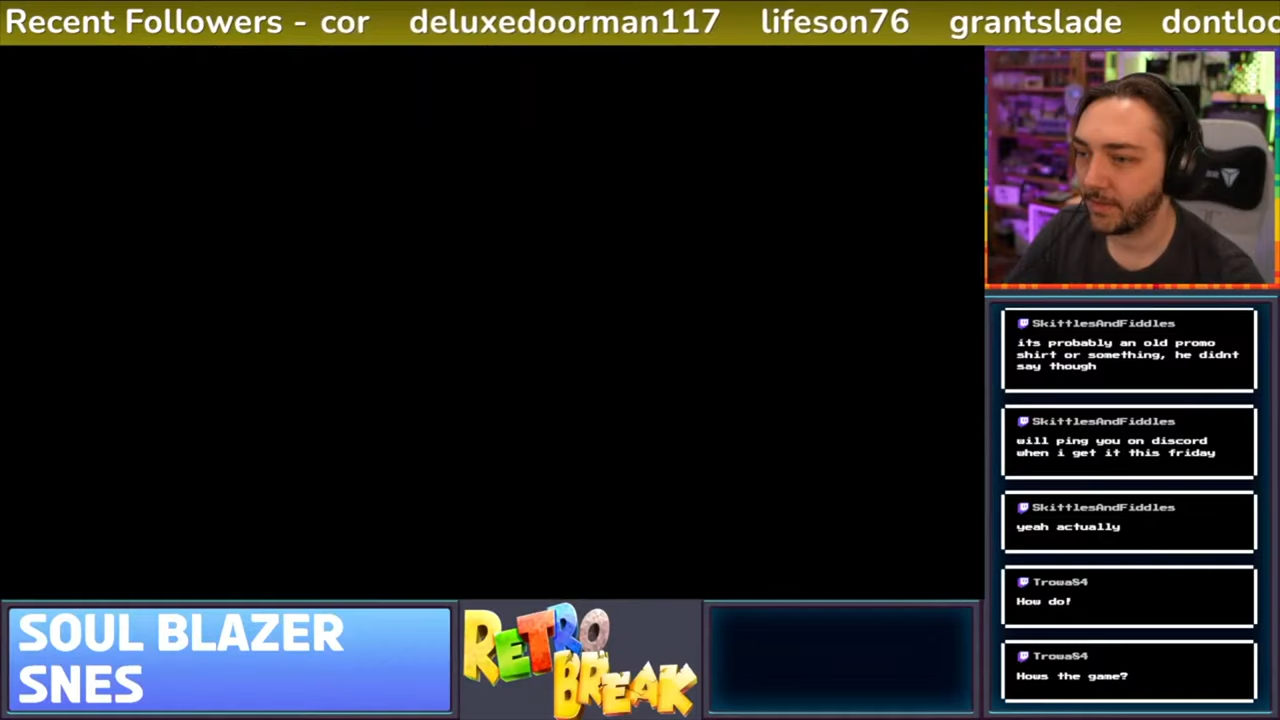 Recent Followers - cor deluxedoorman117 lifeson76 grantslade dontloo
SkittlesAndFiddles
its probably an old promo
shirt or something, he didnt
say though
SkittlesAndFiddles
will ping you on discord
when i get it this friday
SkittlesAndFiddles
yeah actually
Trowa84
How do!
Trowa84
Hows the game?
SOUL BLAZER
SNES
RETRO
BREAK